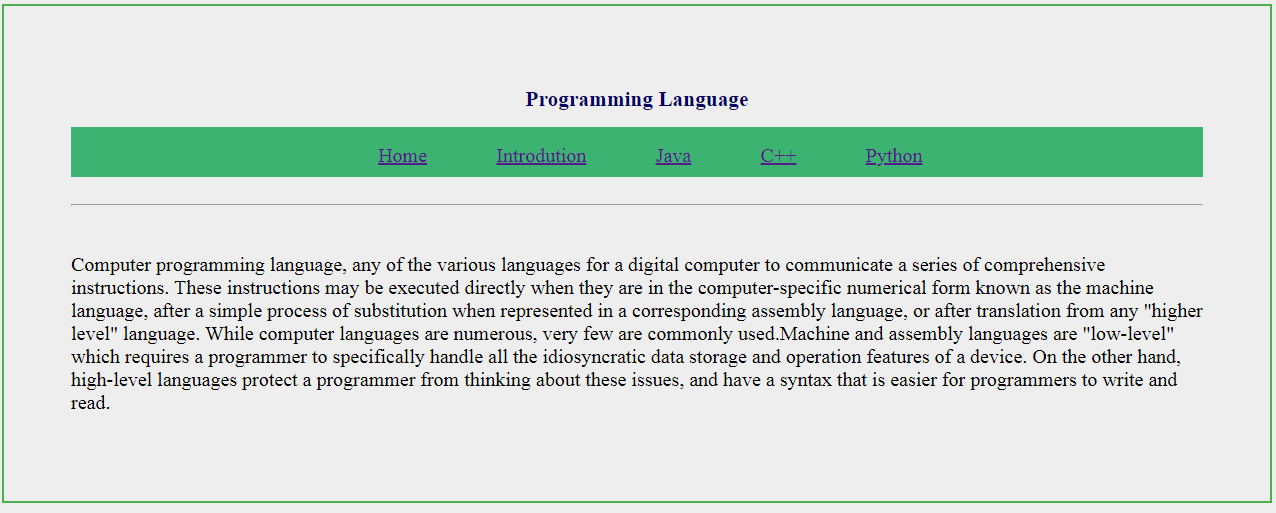 Programming Language
Home Introdution Java C++ Python
Computer programming language, any of the various languages for a digital computer to communicate a series of comprehensive
instructions. These instructions may be executed directly when they are in the computer-specific numerical form known as the machine
language, after a simple process of substitution when represented in a corresponding assembly language, or after translation from any "higher
level" language. While computer languages are numerous, very few are commonly used.Machine and assembly languages are "low-level"
which requires a programmer to specifically handle all the idiosyncratic data storage and operation features of a device. On the other hand,
high-level languages protect a programmer from thinking about these issues, and have a syntax that is easier for programmers to write and
read.